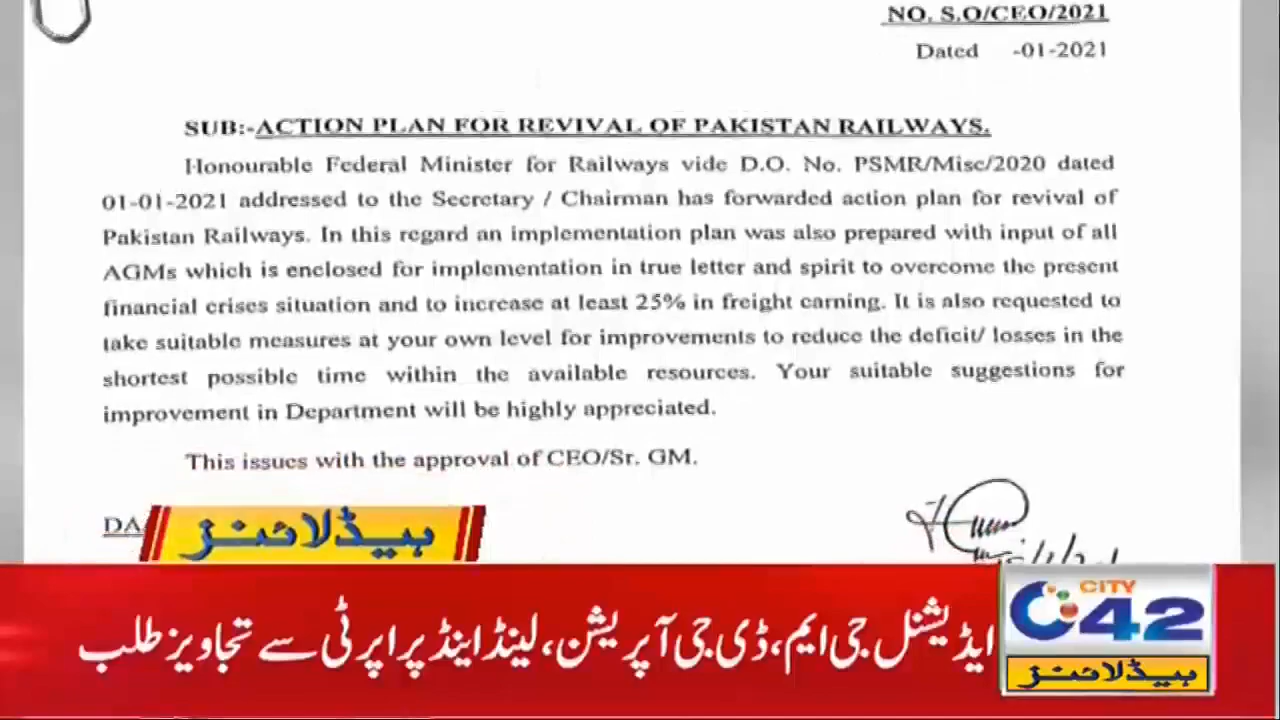 NO. S.O/CEO/2021
Dated -01-2021
SUB:-ACTION PLAN FOR REVIVAL OF PAKISTAN RAILWAYS.
Honourable Federal Minister for Railways vide D.O. No. PSMR/Misc/2020 dated
01-01-2021 addressed to the Secretary / Chairman has forwarded action plan for revival of
Pakistan Railways. In this regard an implementation plan was also prepared with input of all
AGMs which is enclosed for implementation in true letter and spirit to overcome the present
financial crises situation and to increase at least 25% in freight earning. It is also requested to
take suitable measures at your own level for improvements to reduce the deficit/ losses in the
shortest possible time within the available resources. Your suitable suggestions for
improvement in Department will be highly appreciated.
This issues with the approval of CEO/Sr. GM.
DA
ہیڈلائنز
ایڈیشنل جی ایم، ڈی جی آپریشن، لینڈ اینڈ پراپرٹی سے تجاویز طلب
CITY
42
ہیڈلائنز